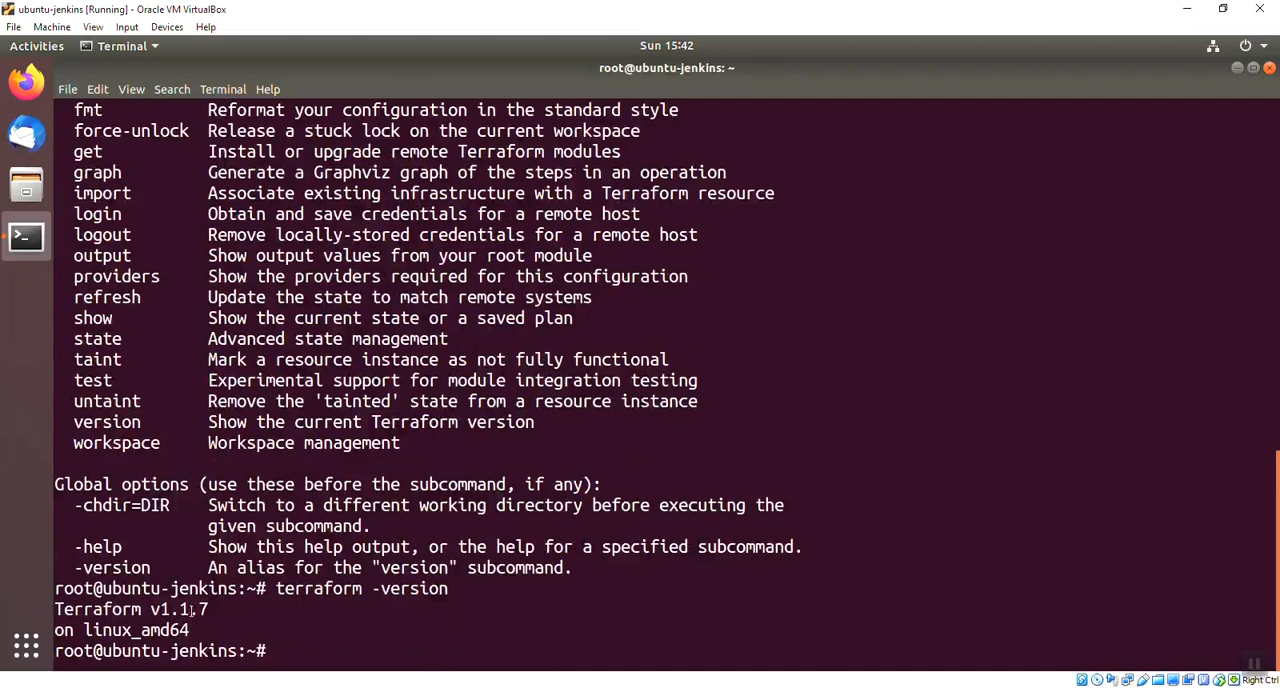 ubuntu-jenkins [Running] - Oracle VM VirtualBox
File Machine View Input Devices Help
Activities Terminal Sun 15:42
root@ubuntu-jenkins: ~
File Edit View Search Terminal Help
fmt Reformat your configuration in the standard style
force-unlock Release a stuck lock on the current workspace
get Install or upgrade remote Terraform modules
graph Generate a Graphviz graph of the steps in an operation
import Associate existing infrastructure with a Terraform resource
login Obtain and save credentials for a remote host
logout Remove locally-stored credentials for a remote host
output Show output values from your root module
providers Show the providers required for this configuration
refresh Update the state to match remote systems
show Show the current state or a saved plan
state Advanced state management
taint Mark a resource instance as not fully functional
test Experimental support for module integration testing
untaint Remove the 'tainted' state from a resource instance
version Show the current Terraform version
workspace Workspace management
Global options (use these before the subcommand, if any):
-chdir=DIR Switch to a different working directory before executing the
given subcommand.
-help Show this help output, or the help for a specified subcommand.
-version An alias for the "version" subcommand.
root@ubuntu-jenkins:~# terraform -version
Terraform v1.1.7
on linux_amd64
root@ubuntu-jenkins:~#
Right Ctrl